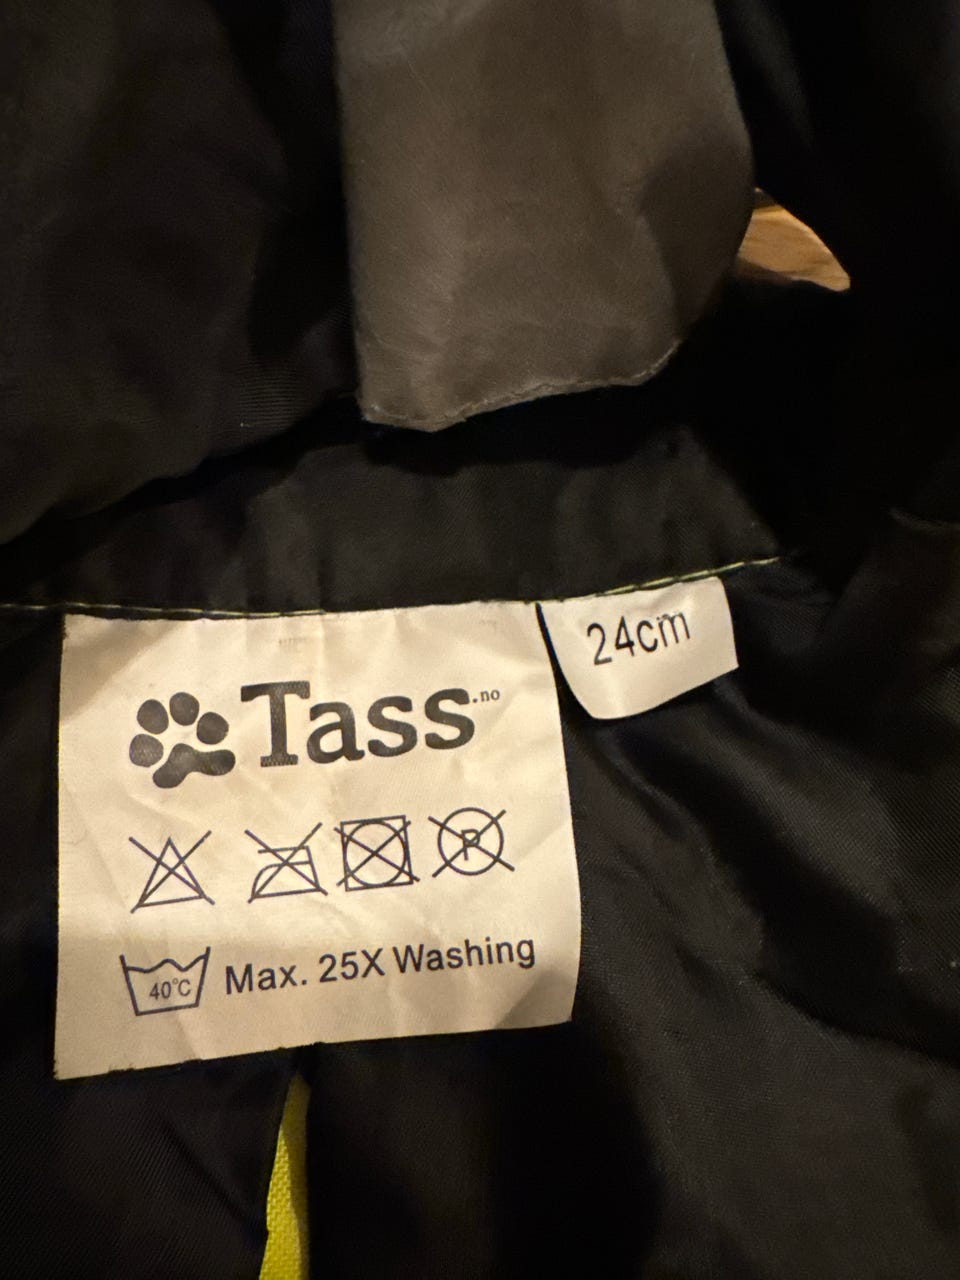 Tass.no
24cm
P
40°C Max. 25X Washing